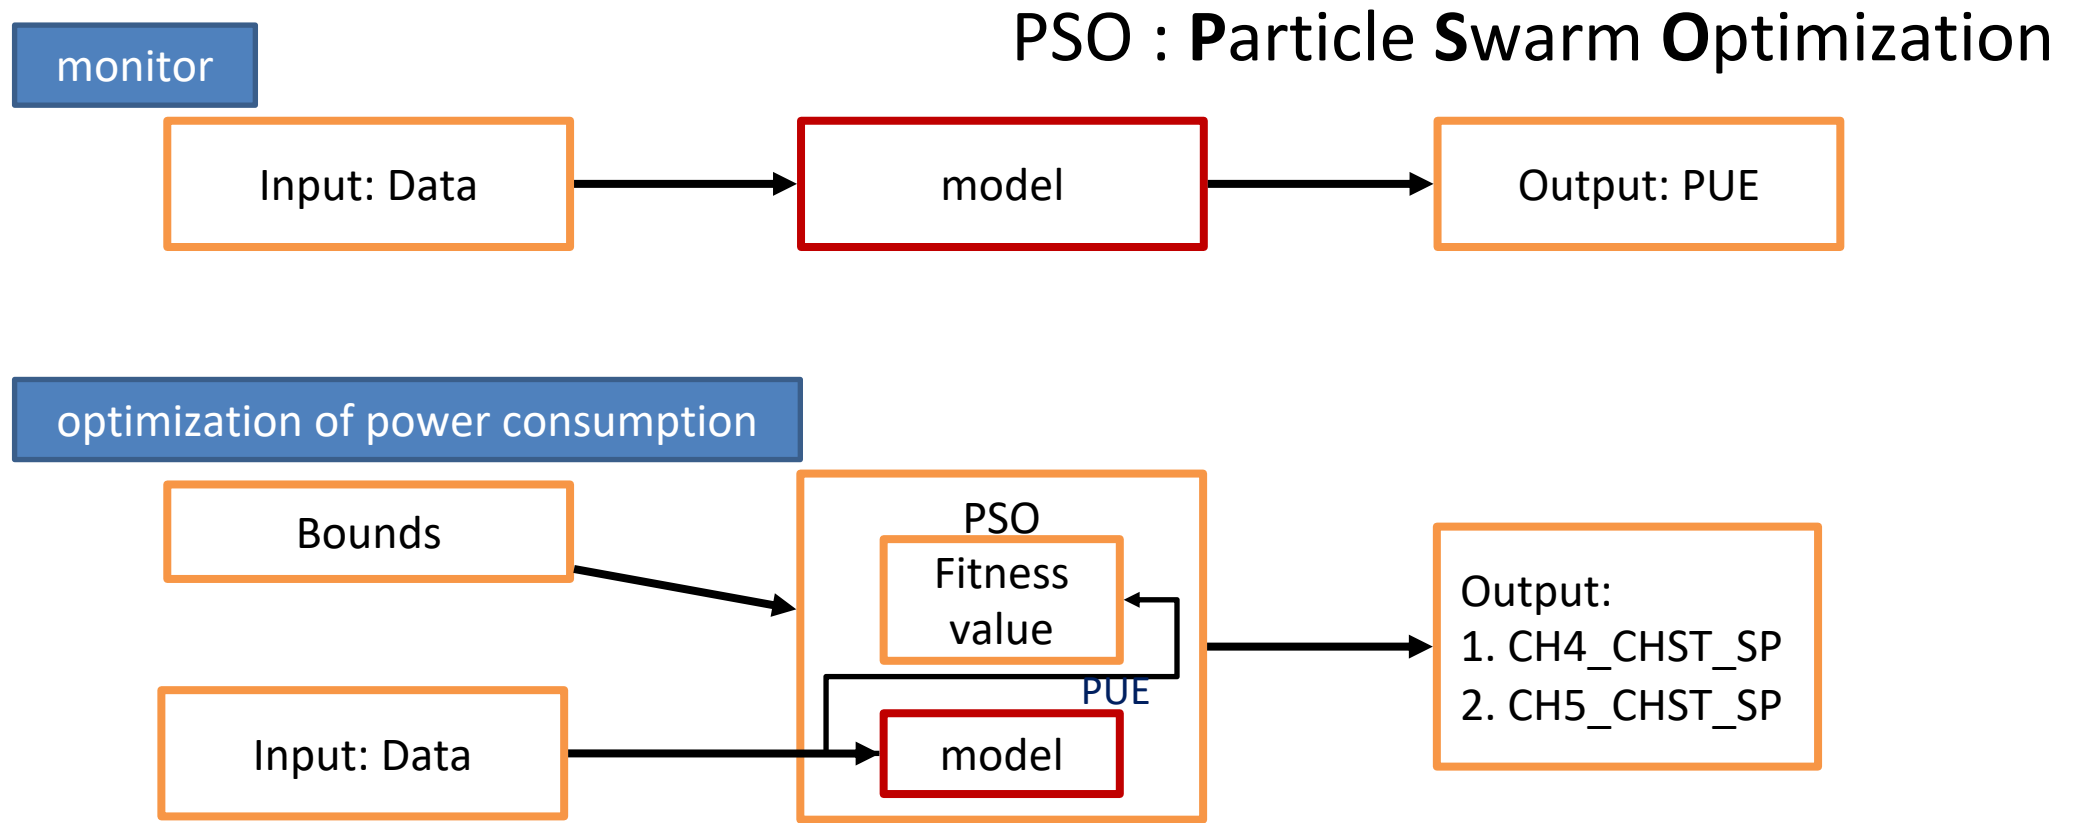 PSO : Particle Swarm Optimization
monitor
Input: Data
model
Output: PUE
optimization of power consumption
Bounds
PSO
Fitness
value
PUE
Input: Data
model
Output:
1. CH4_CHST_SP
2. CH5_CHST_SP